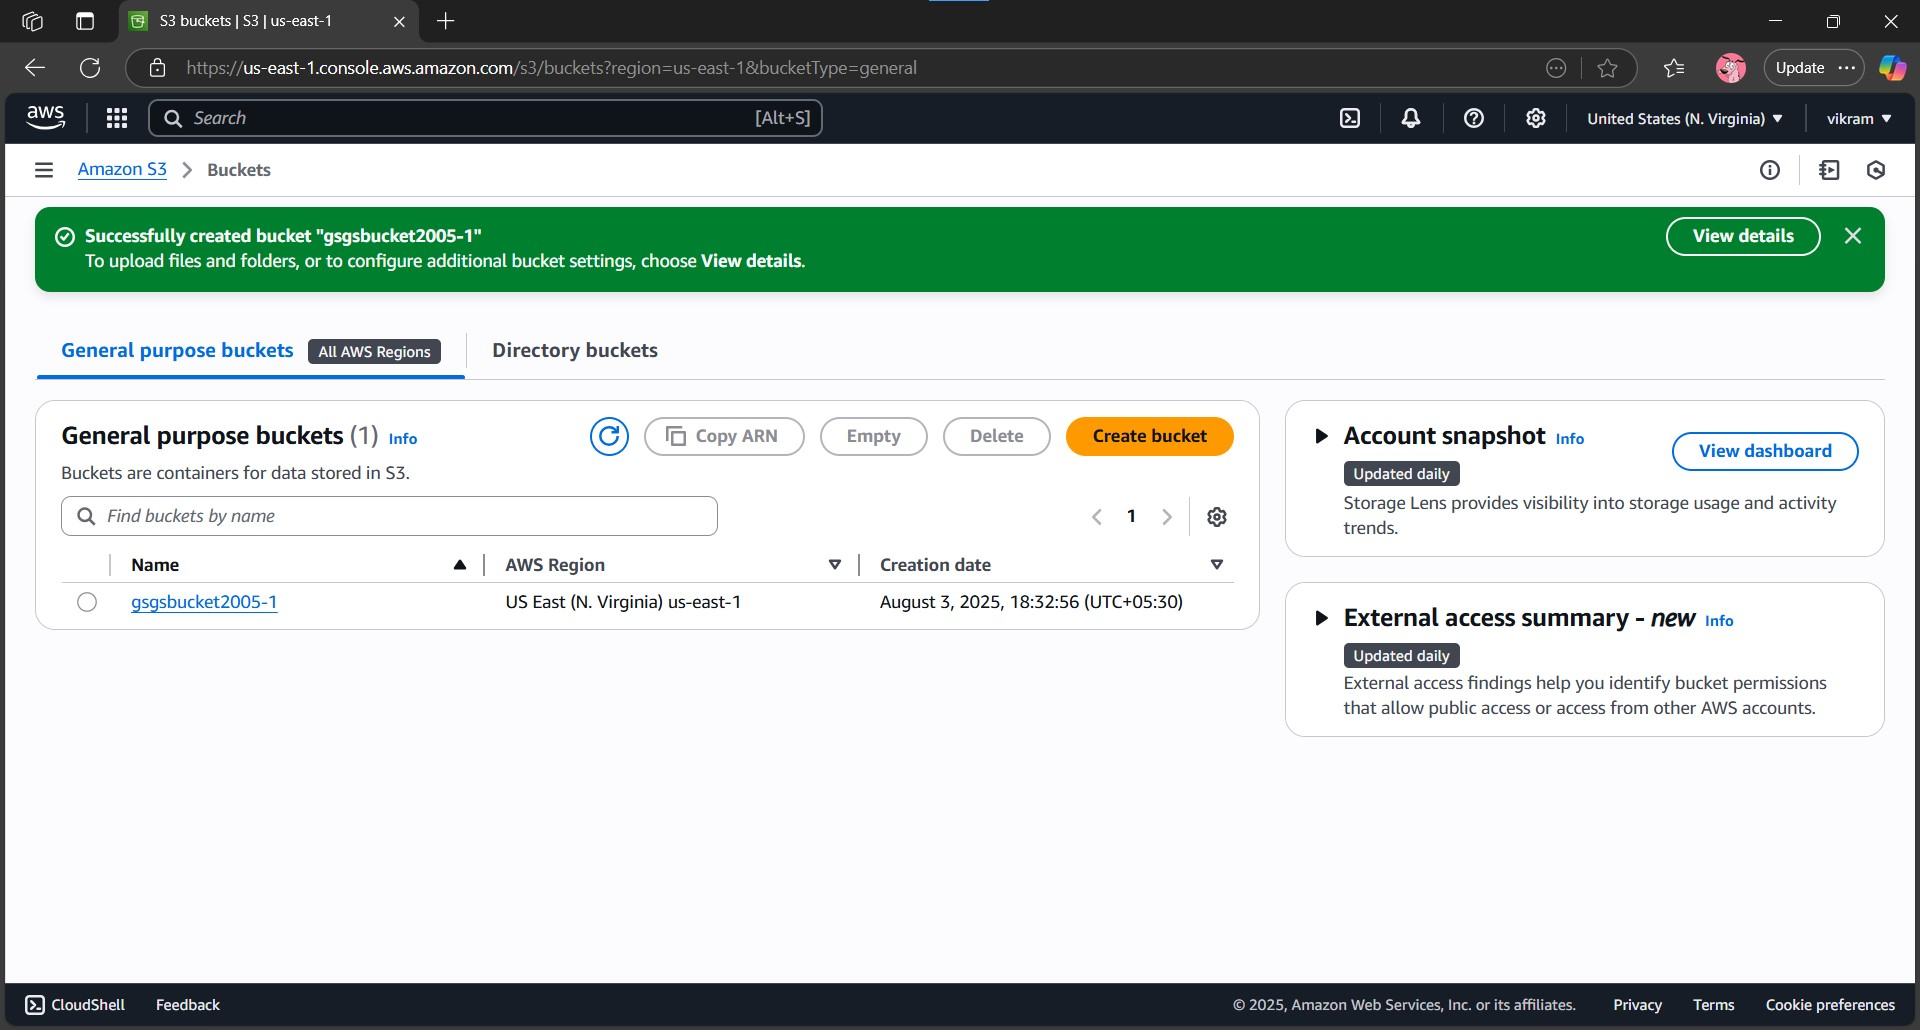 S3 buckets | S3 | us-east-1
https://us-east-1.console.aws.amazon.com/s3/buckets?region=us-east-1&bucketType=general
Update
aws
Search
[Alt+S]
United States (N. Virginia)
vikram
Amazon S3
Buckets
Successfully created bucket "gsgsbucket2005-1"
To upload files and folders, or to configure additional bucket settings, choose View details.
View details
General purpose buckets
All AWS Regions
Directory buckets
General purpose buckets (1) Info
Copy ARN
Empty
Delete
Create bucket
Buckets are containers for data stored in S3.
Find buckets by name
1
Name
AWS Region
Creation date
gsgsbucket2005-1
US East (N. Virginia) us-east-1
August 3, 2025, 18:32:56 (UTC+05:30)
Account snapshot Info
View dashboard
Updated daily
Storage Lens provides visibility into storage usage and activity
trends.
External access summary - new Info
Updated daily
External access findings help you identify bucket permissions
that allow public access or access from other AWS accounts.
CloudShell
Feedback
© 2025, Amazon Web Services, Inc. or its affiliates.
Privacy
Terms
Cookie preferences